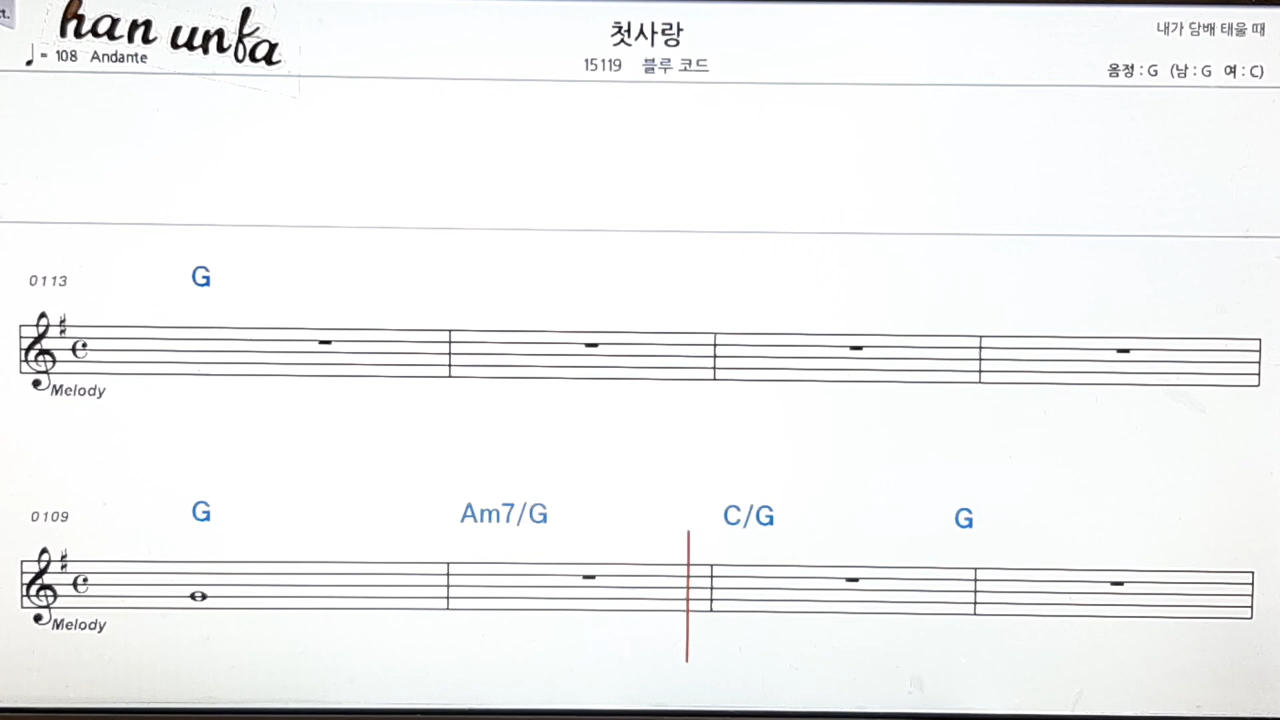 t.
han unfa
♩= 108 Andante
첫사랑
15119 블루 코드
내가 담배 태울 때
음정 : G (남 : G 여 : C)
0113 G
Melody
0109 G Am7/G C/G G
Melody